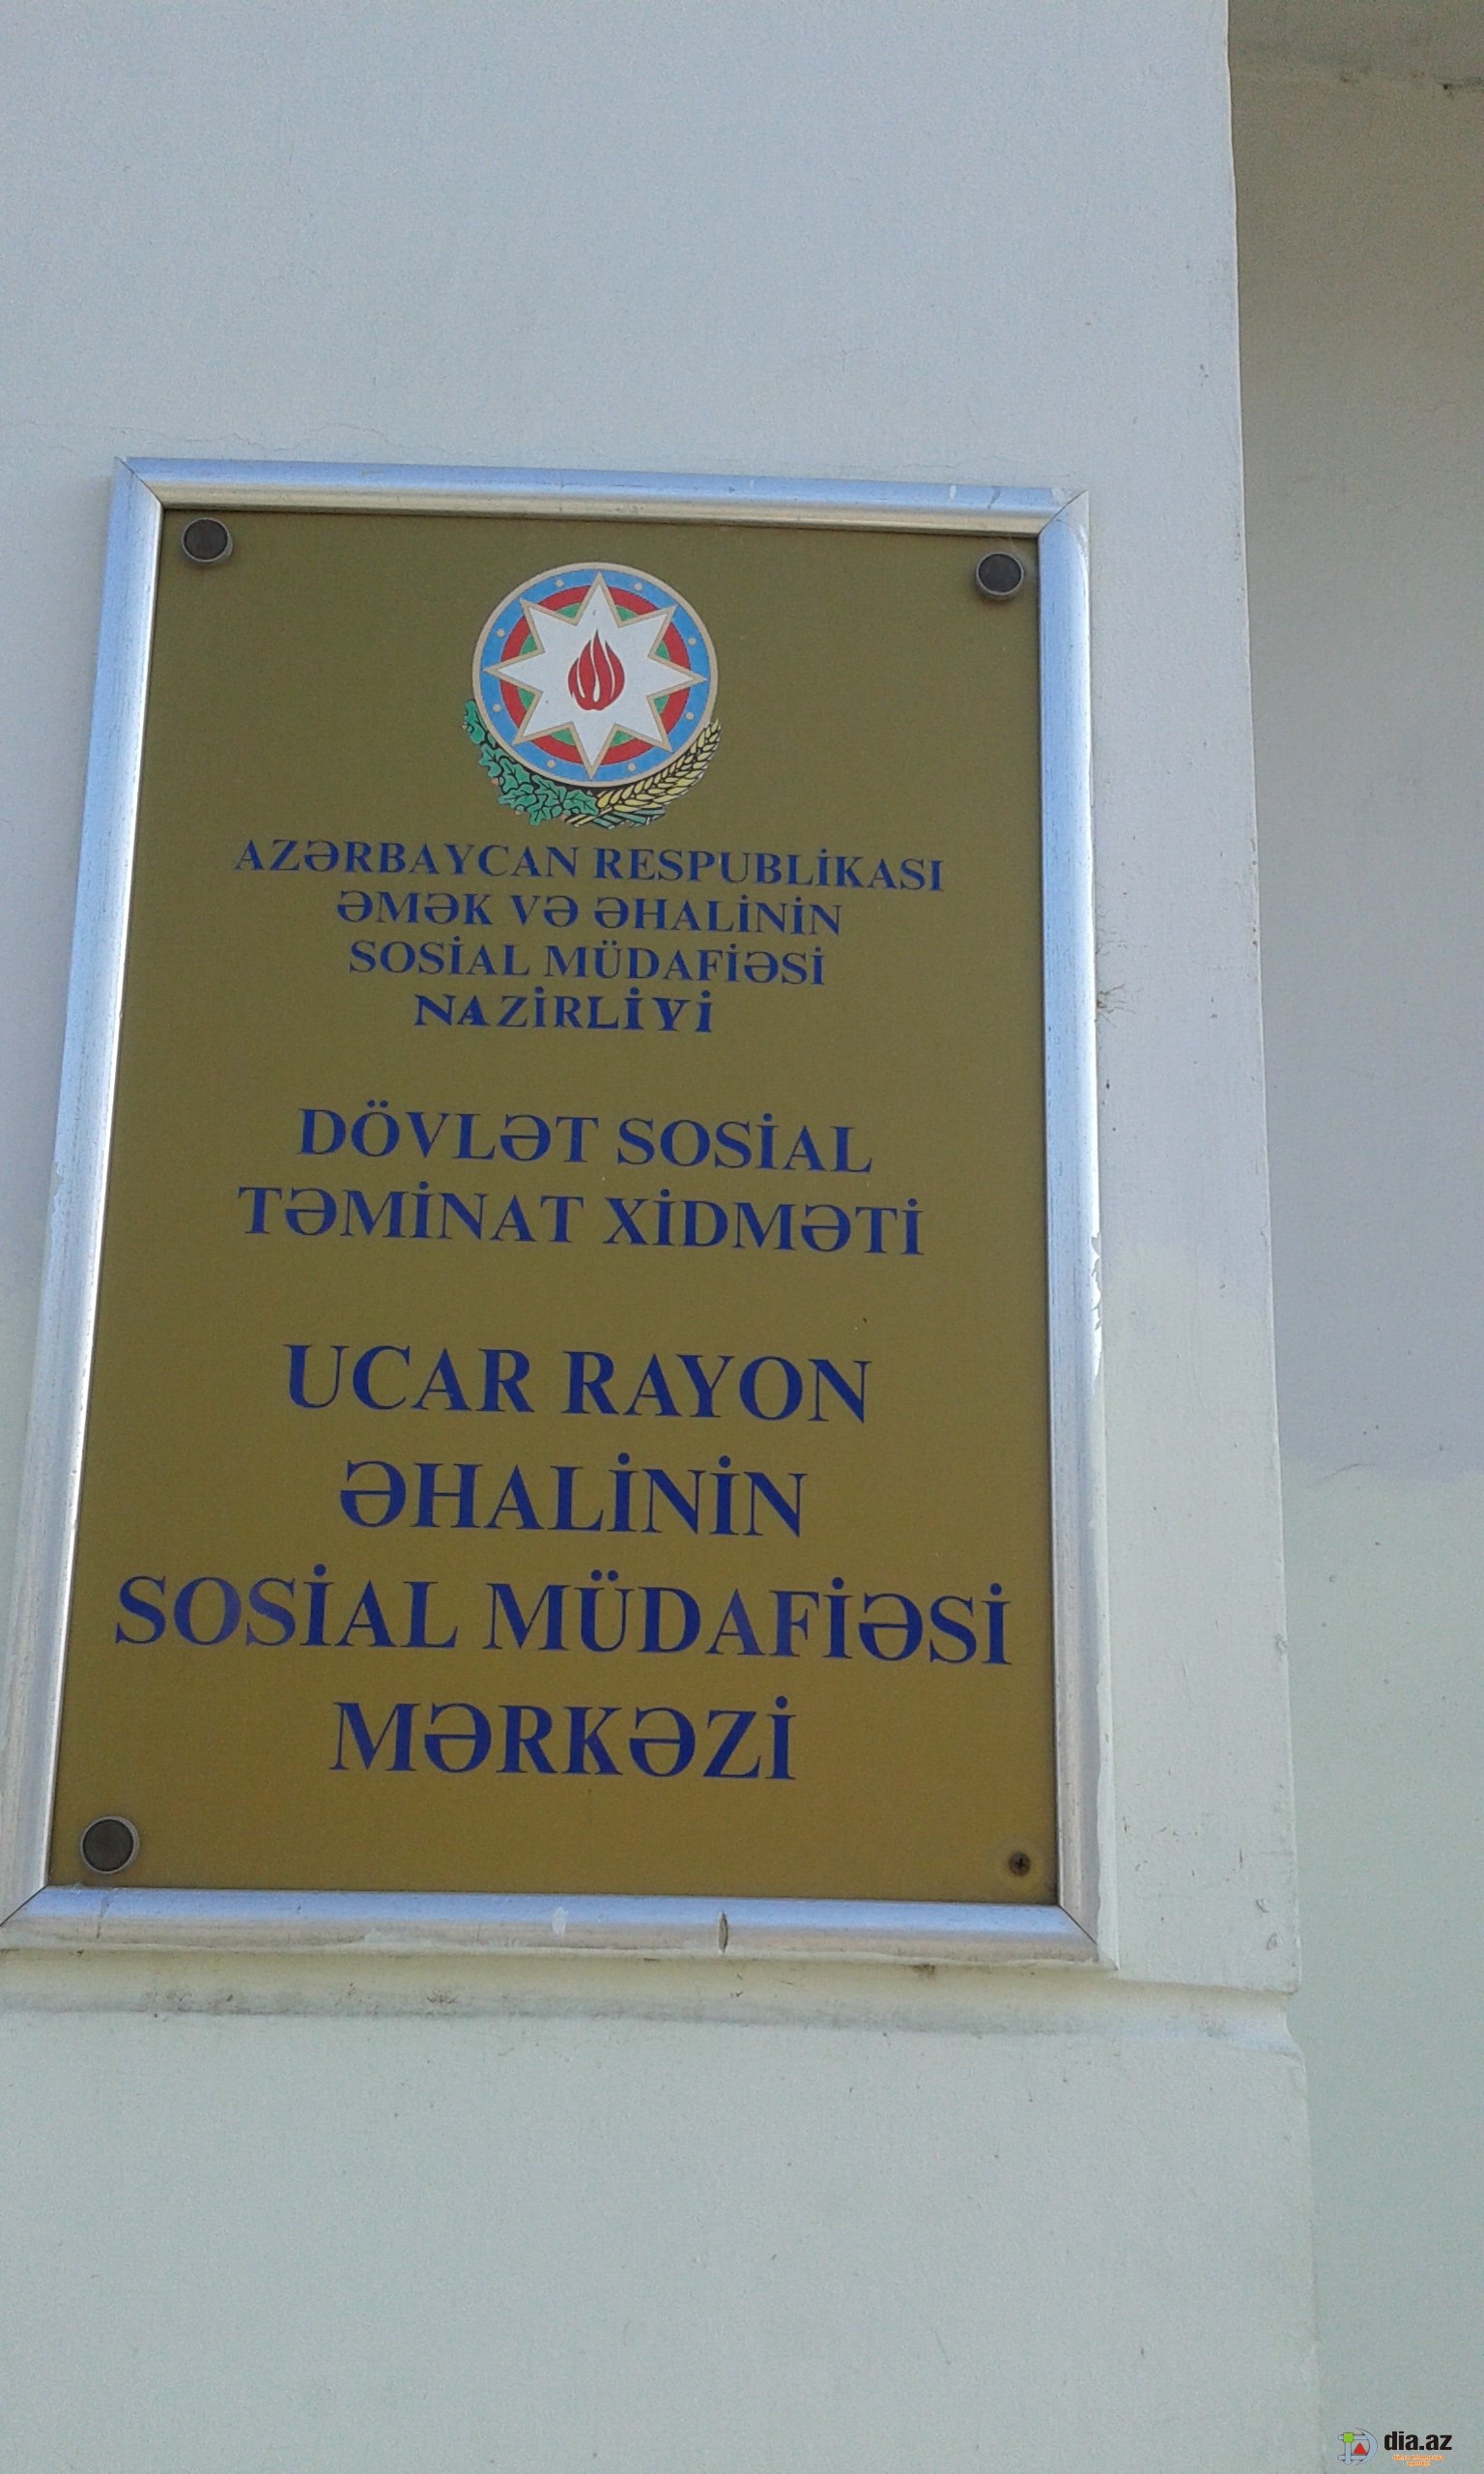 AZƏRBAYCAN RESPUBLİKASI
ƏMƏK VƏ ƏHALİNİN
SOSİAL MÜDAFİƏSİ
NAZİRLİYİ
DÖVLƏT SOSİAL
TƏMİNAT XİDMƏTİ
UCAR RAYON
ƏHALİNİN
SOSİAL MÜDAFİƏSİ
MƏRKƏZİ
dia.az